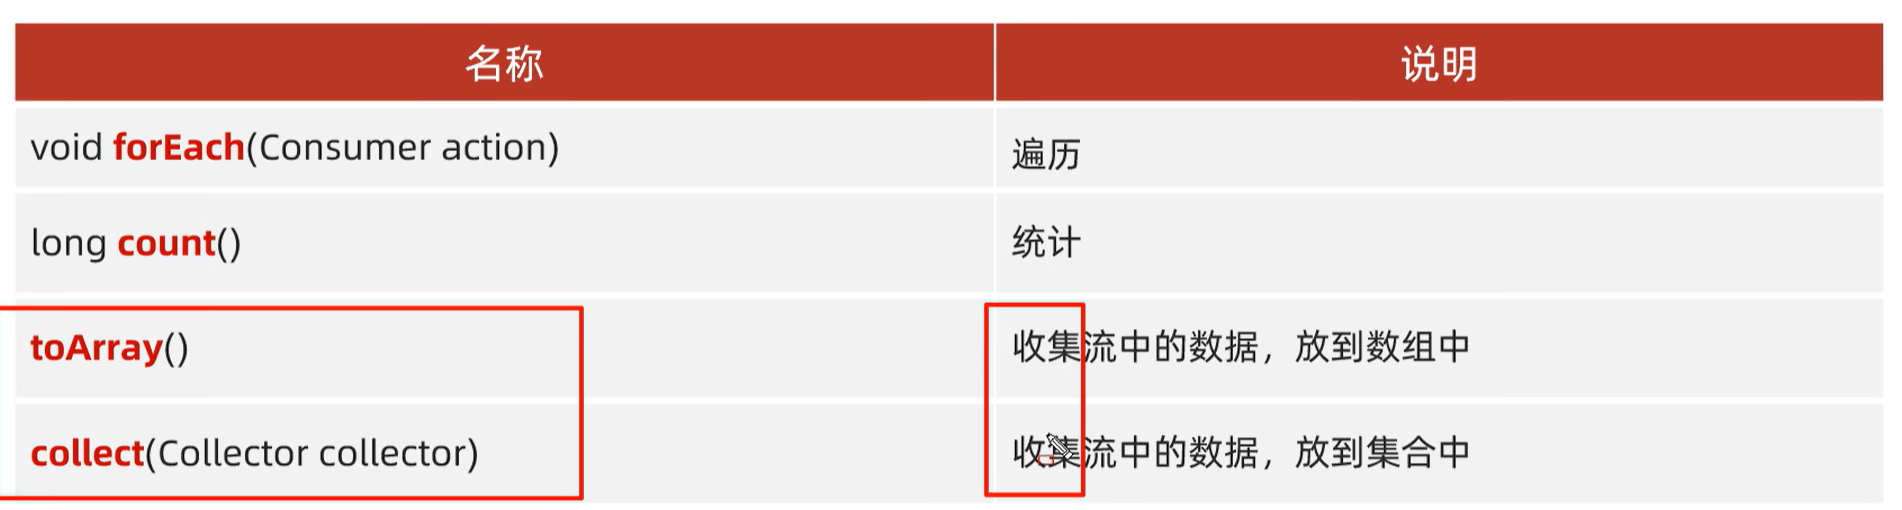 名称
说明
void forEach(Consumer action)
遍历
long count()
统计
toArray()
收集流中的数据，放到数组中
collect(Collector collector)
收集流中的数据，放到集合中